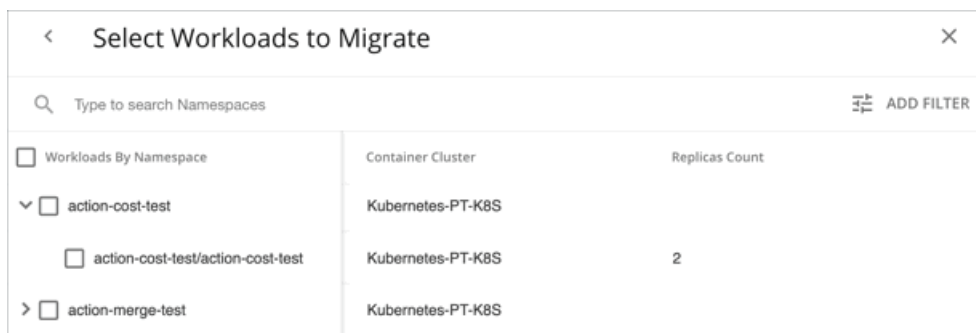 Select Workloads to Migrate
Type to search Namespaces ADD FILTER
Workloads By Namespace Container Cluster Replicas Count
action-cost-test Kubernetes-PT-K8S
action-cost-test/action-cost-test Kubernetes-PT-K8S 2
action-merge-test Kubernetes-PT-K8S